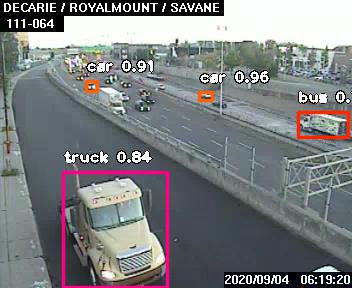 DECARIE / ROYALMOUNT / SAVANE
111-064
car 0.91
car 0.96
bus 0.
truck 0.84
2020/09/04 06:19:20